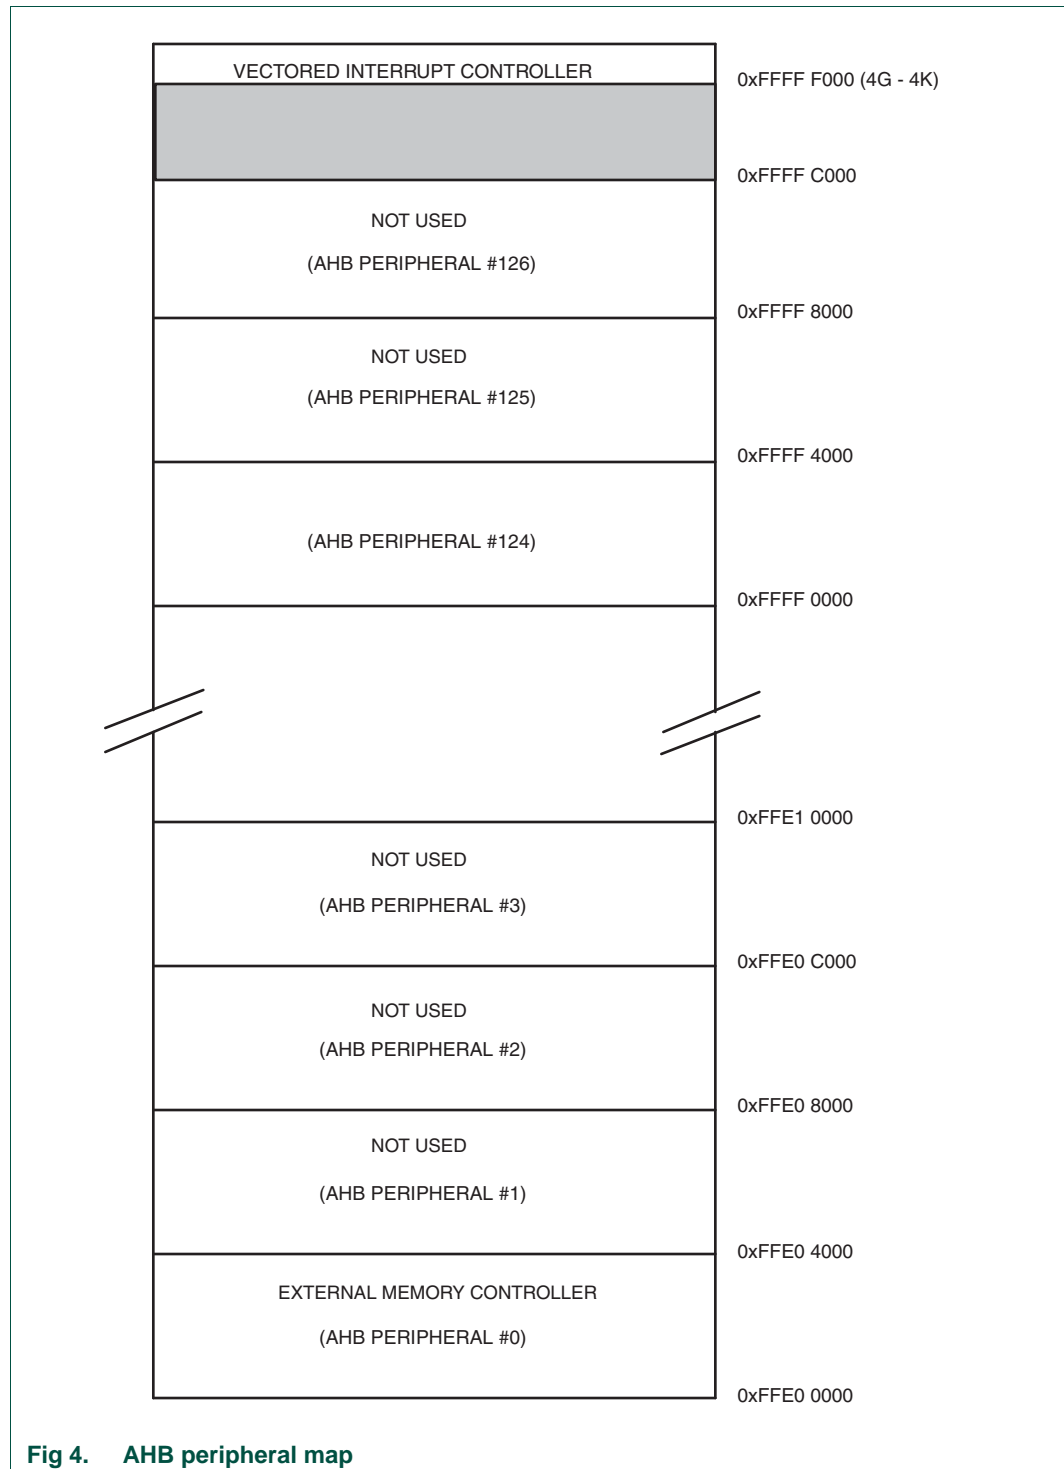 VECTORED INTERRUPT CONTROLLER
0xFFFF F000 (4G - 4K)
0xFFFF C000
NOT USED
(AHB PERIPHERAL #126)
0xFFFF 8000
NOT USED
(AHB PERIPHERAL #125)
0xFFFF 4000
(AHB PERIPHERAL #124)
0xFFFF 0000
0xFFE1 0000
NOT USED
(AHB PERIPHERAL #3)
0xFFE0 C000
NOT USED
(AHB PERIPHERAL #2)
0xFFE0 8000
NOT USED
(AHB PERIPHERAL #1)
0xFFE0 4000
EXTERNAL MEMORY CONTROLLER
(AHB PERIPHERAL #0)
0xFFE0 0000
Fig 4. AHB peripheral map